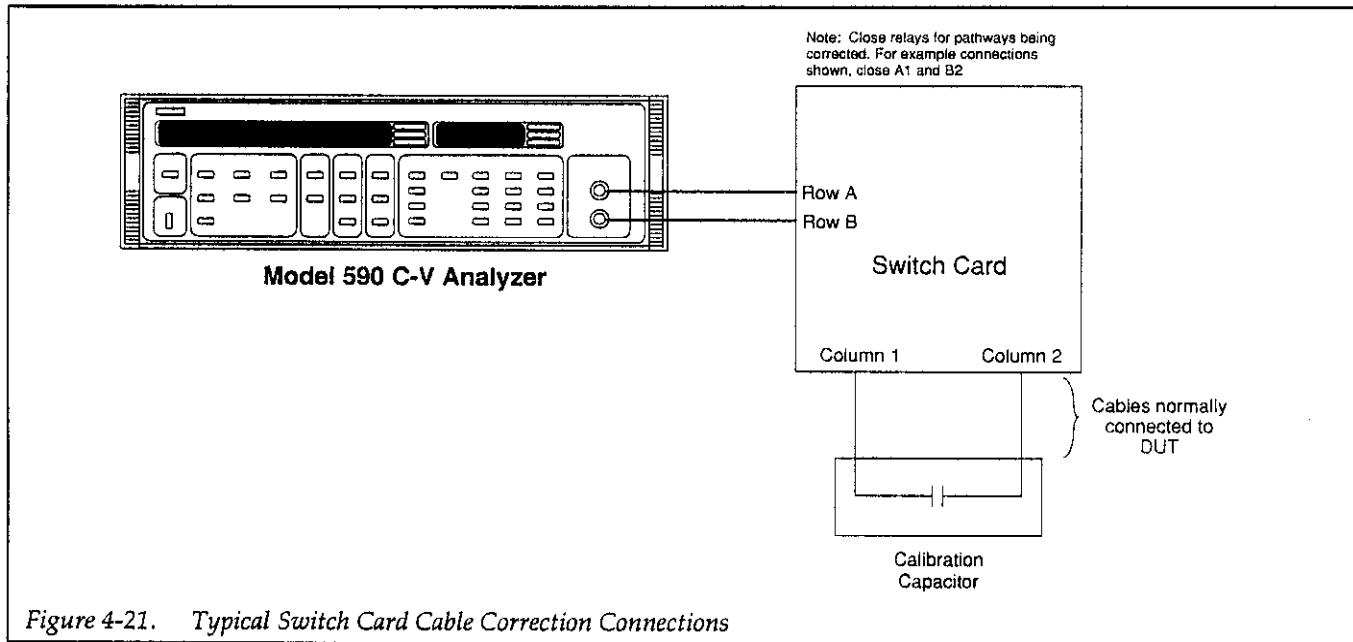 Note: Close relays for pathways being
corrected. For example connections
shown, close A1 and B2
Row A
Row B
Switch Card
Model 590 C-V Analyzer
Column 1
Column 2
Cables normally
connected to
DUT
Calibration
Capacitor
Figure 4-21. Typical Switch Card Cable Correction Connections